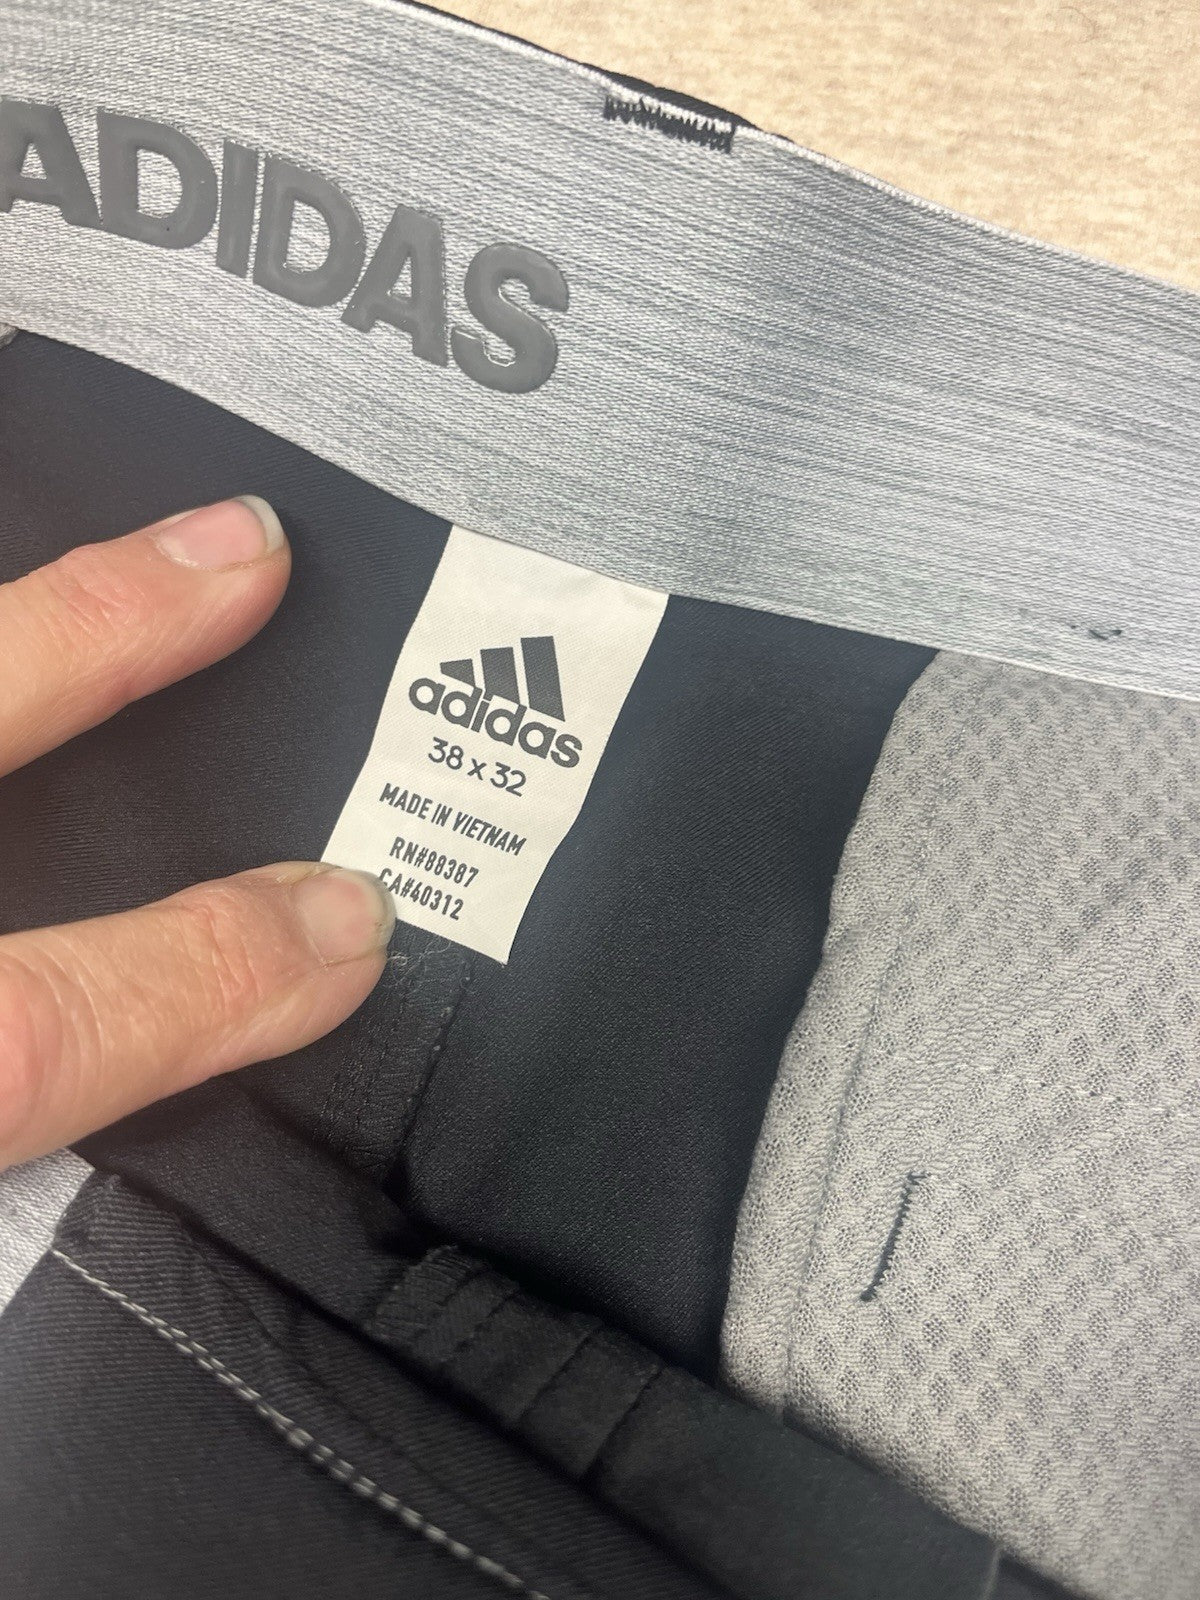 ADIDAS
adidas
38 x 32
MADE IN VIETNAM
RN#88387
CA#40312